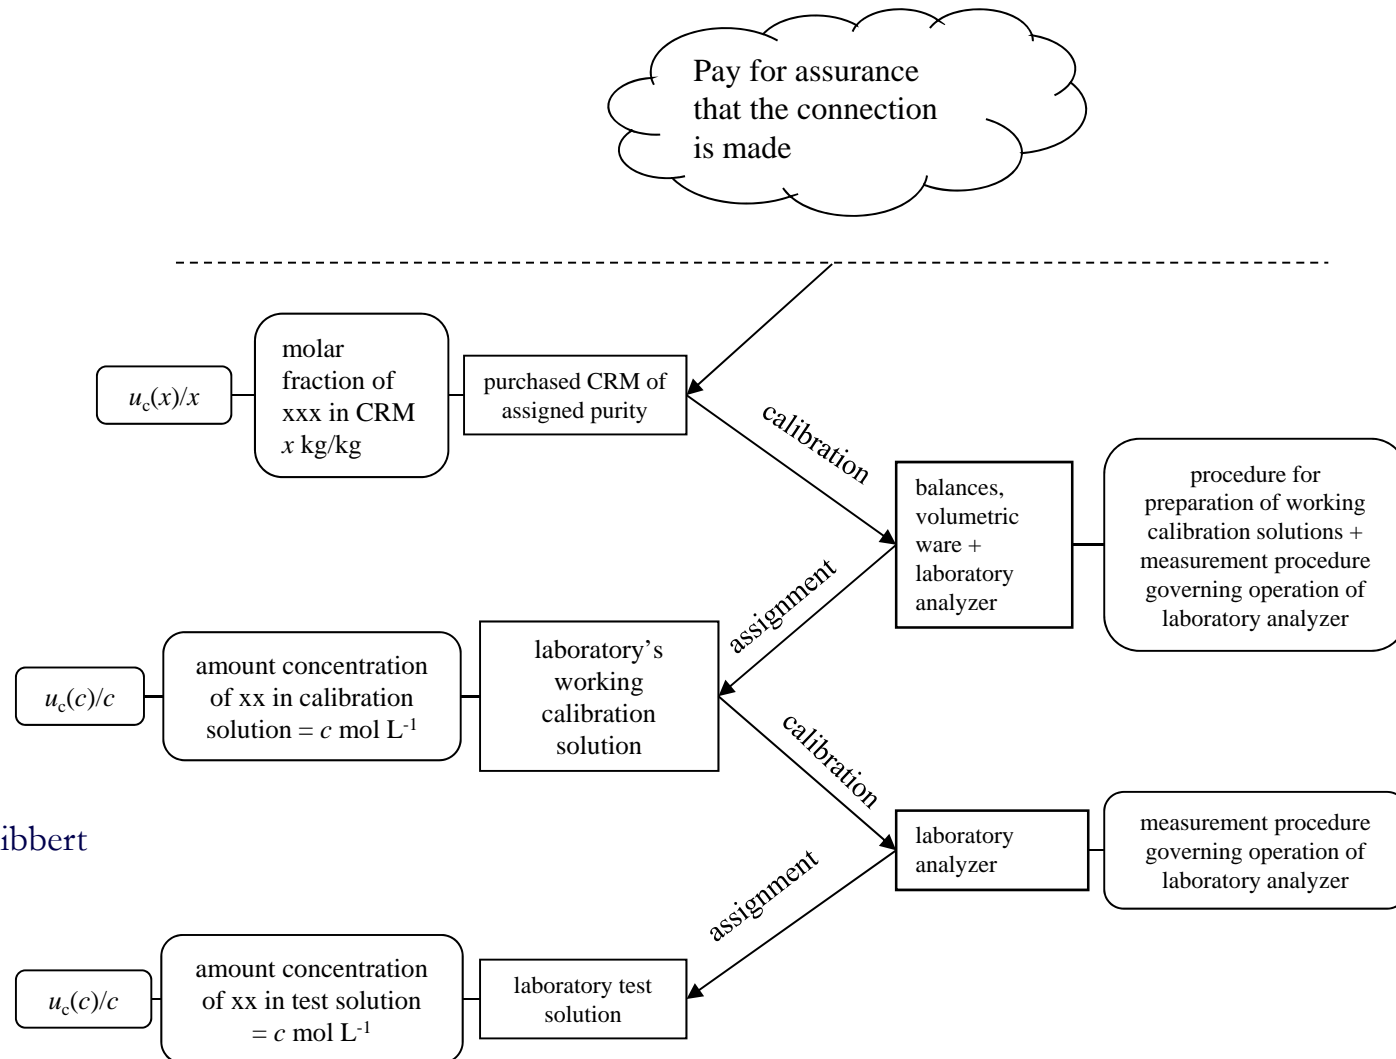 Pay for assurance
that the connection
is made
molar
fraction of
xxx in CRM
x kg/kg
u_c(x)/x
purchased CRM of
assigned purity
calibration
balances,
volumetric
ware +
laboratory
analyzer
procedure for
preparation of working
calibration solutions +
measurement procedure
governing operation of
laboratory analyzer
assignment
u_c(c)/c
amount concentration
of xx in calibration
solution = c mol L⁻¹
laboratory’s
working
calibration
solution
calibration
ibbert
laboratory
analyzer
measurement procedure
governing operation of
laboratory analyzer
assignment
u_c(c)/c
amount concentration
of xx in test solution
= c mol L⁻¹
laboratory test
solution